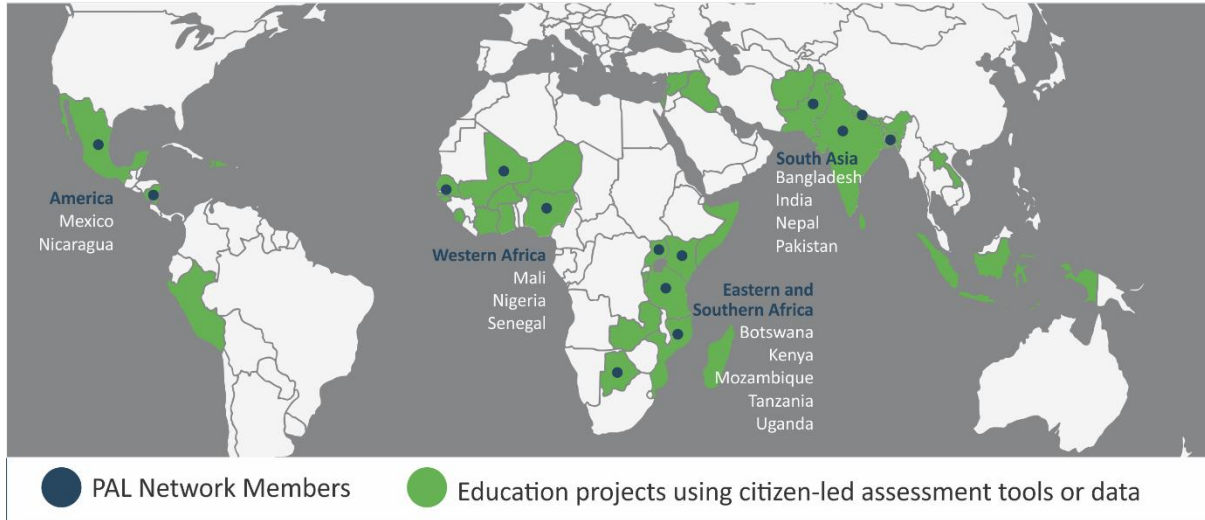 America
Mexico
Nicaragua
Western Africa
Mali
Nigeria
Senegal
South Asia
Bangladesh
India
Nepal
Pakistan
Eastern and
Southern Africa
Botswana
Kenya
Mozambique
Tanzania
Uganda
PAL Network Members
Education projects using citizen-led assessment tools or data